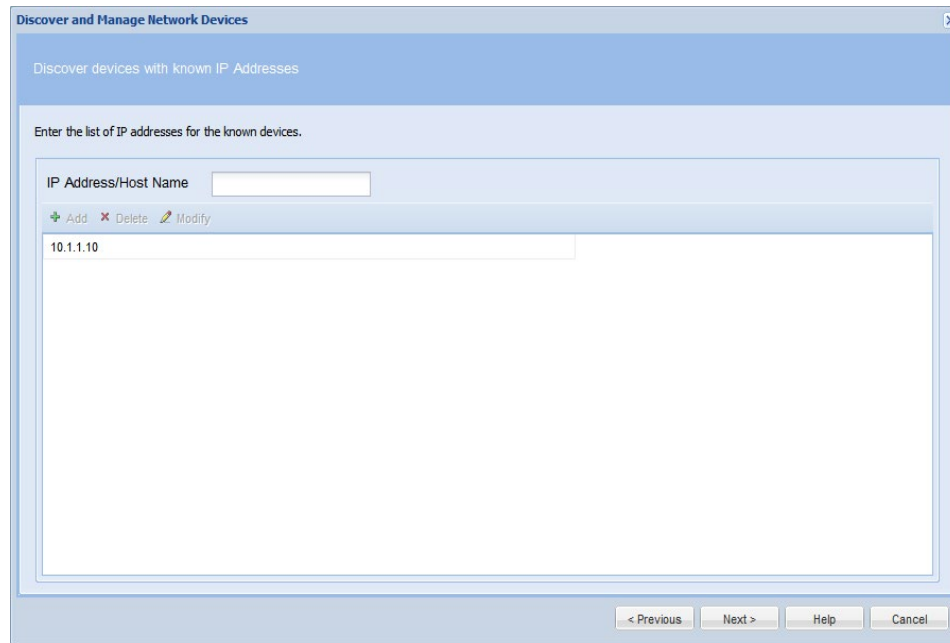 Discover and Manage Network Devices
Discover devices with known IP Addresses
Enter the list of IP addresses for the known devices.
IP Address/Host Name
Add Delete Modify
10.1.1.10
< Previous Next > Help Cancel